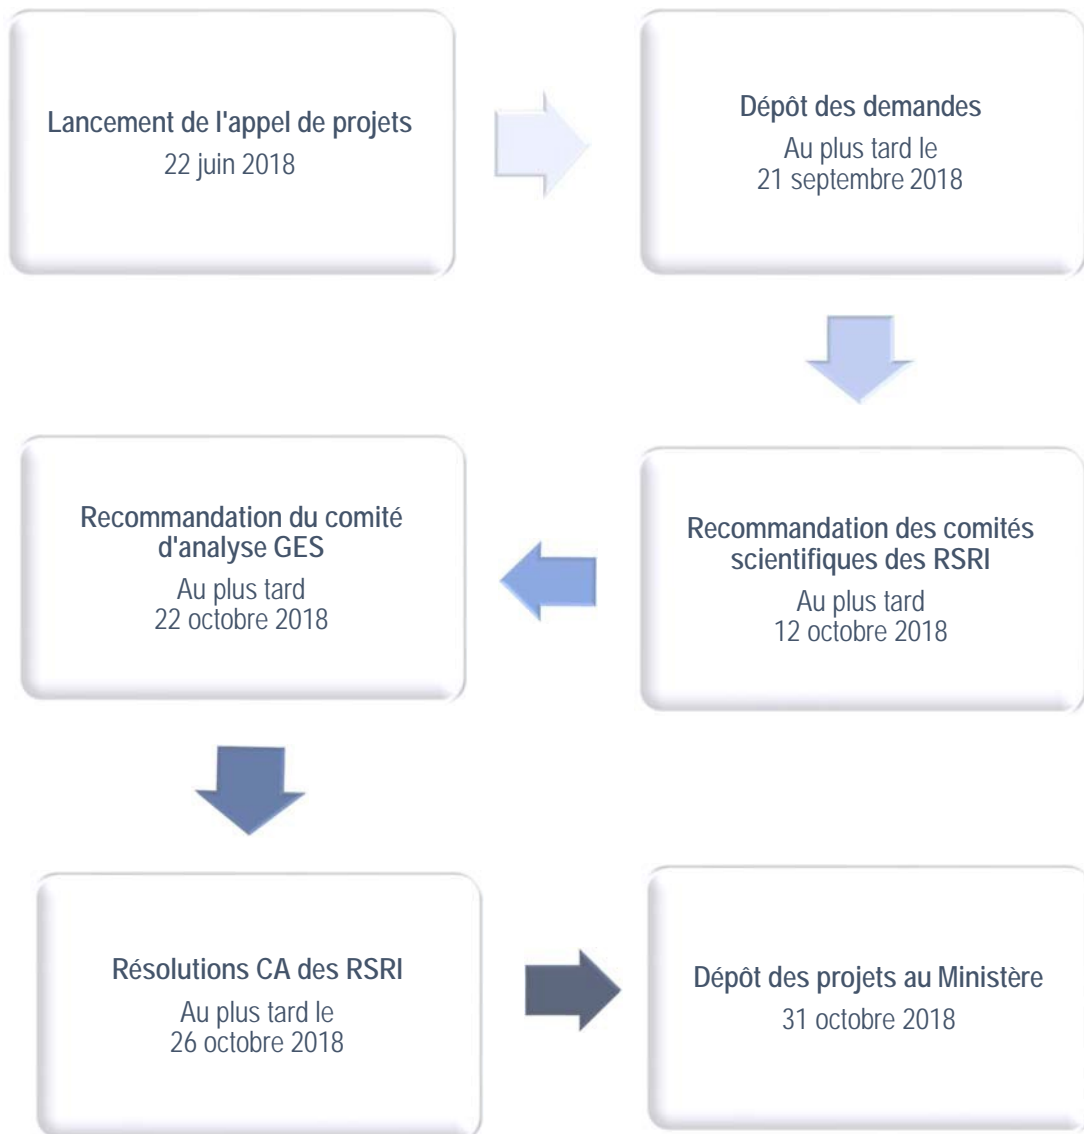 Lancement de l'appel de projets
22 juin 2018
Dépôt des demandes
Au plus tard le
21 septembre 2018
Recommandation des comités
scientifiques des RSRI
Au plus tard
12 octobre 2018
Recommandation du comité
d'analyse GES
Au plus tard
22 octobre 2018
Résolutions CA des RSRI
Au plus tard le
26 octobre 2018
Dépôt des projets au Ministère
31 octobre 2018